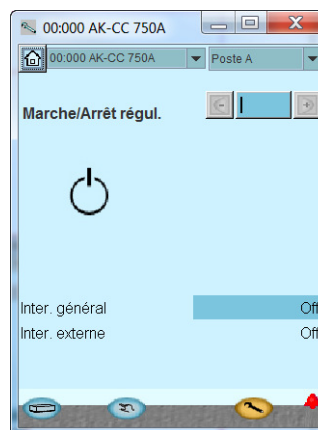 00:000 AK-CC 750A
00:000 AK-CC 750A Poste A
Marche/Arrêt régul.
Inter. général Off
Inter. externe Off